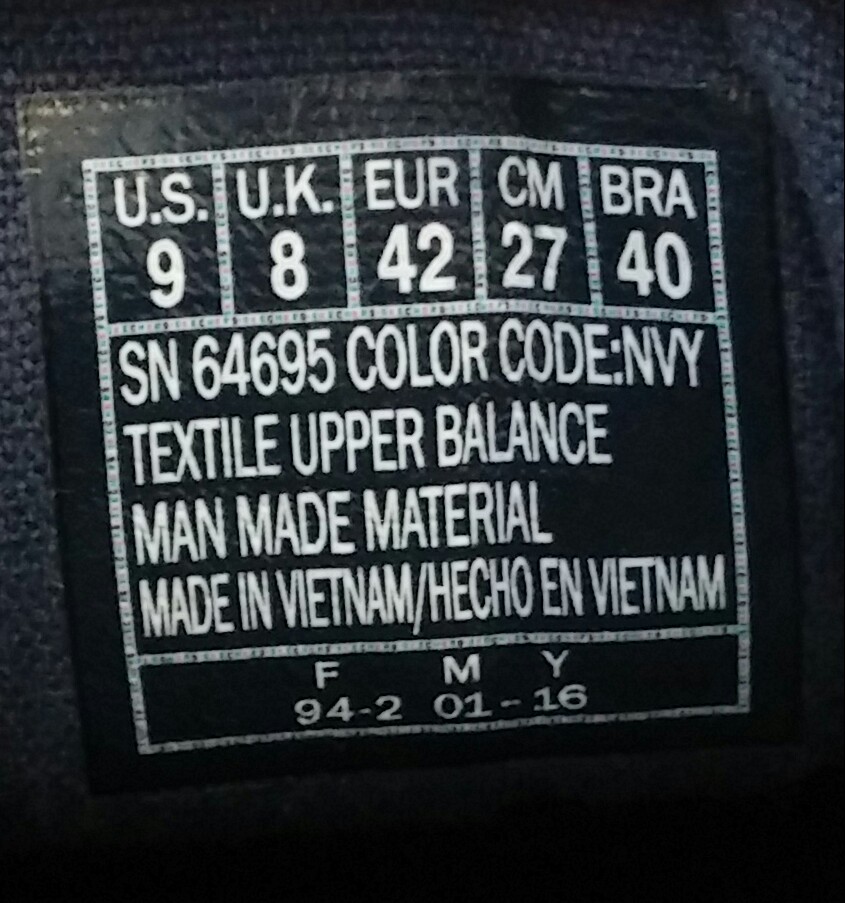 U.S. U.K. EUR CM BRA
9 8 42 27 40
SN 64695 COLOR CODE:NVY
TEXTILE UPPER BALANCE
MAN MADE MATERIAL
MADE IN VIETNAM/HECHO EN VIETNAM
F M Y
94-2 01-16